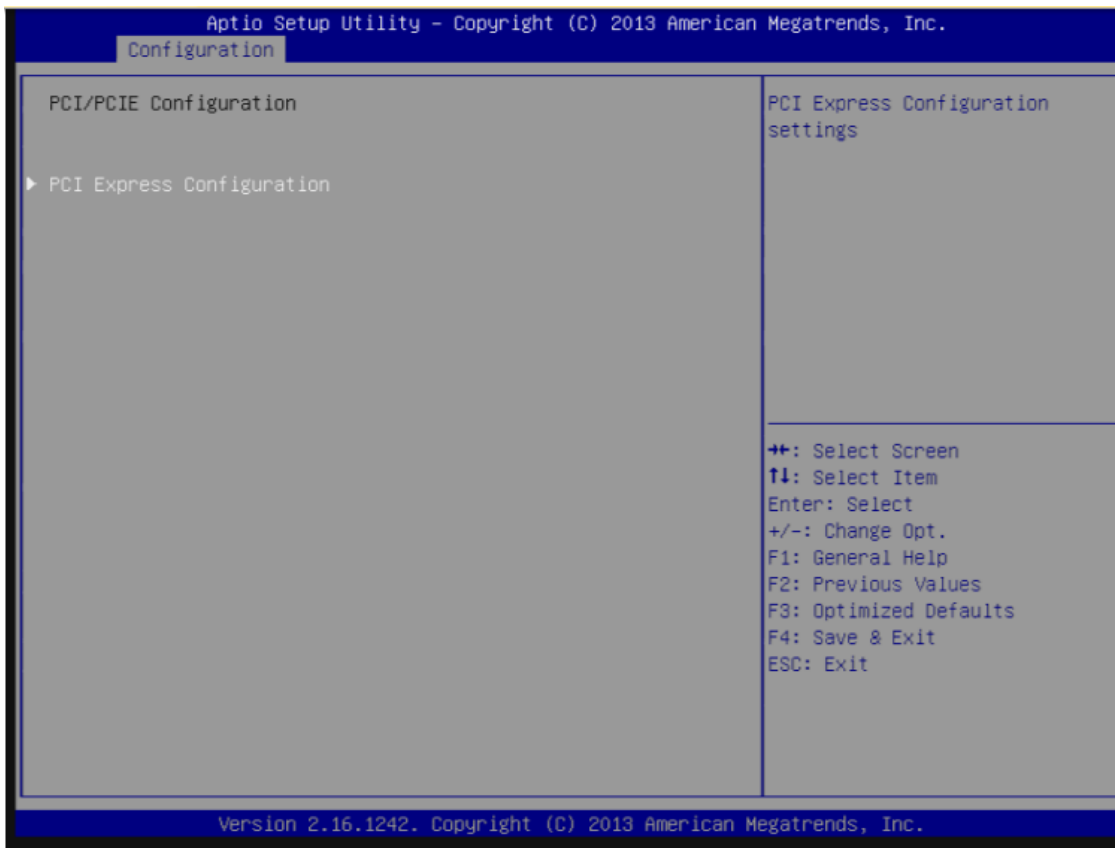 Aptio Setup Utility – Copyright (C) 2013 American Megatrends, Inc.
Configuration
PCI/PCIE Configuration
▶ PCI Express Configuration
PCI Express Configuration
settings
→←: Select Screen
↑↓: Select Item
Enter: Select
+/-: Change Opt.
F1: General Help
F2: Previous Values
F3: Optimized Defaults
F4: Save & Exit
ESC: Exit
Version 2.16.1242. Copyright (C) 2013 American Megatrends, Inc.